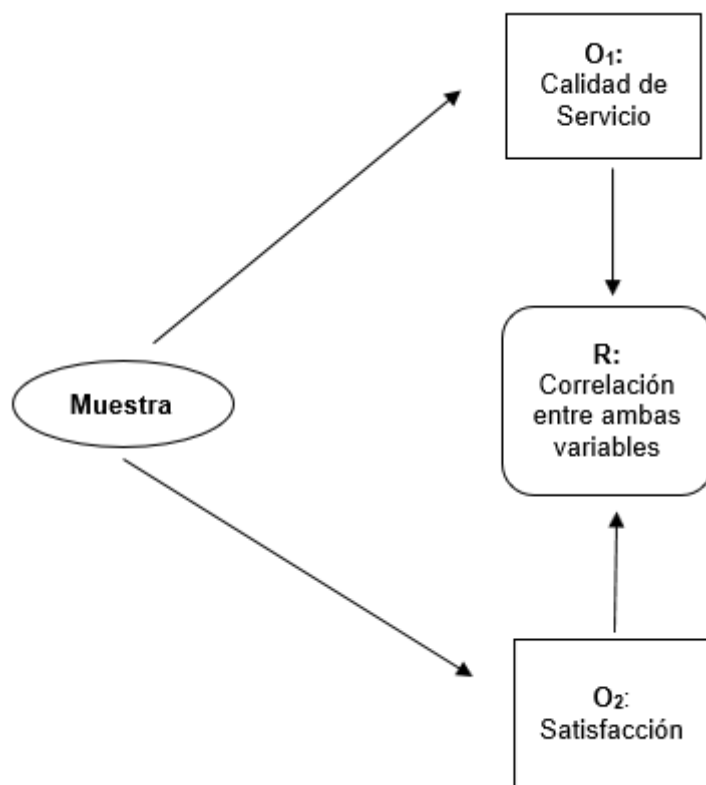 O₁:
Calidad de
Servicio
R:
Correlación
entre ambas
variables
Muestra
O₂:
Satisfacción